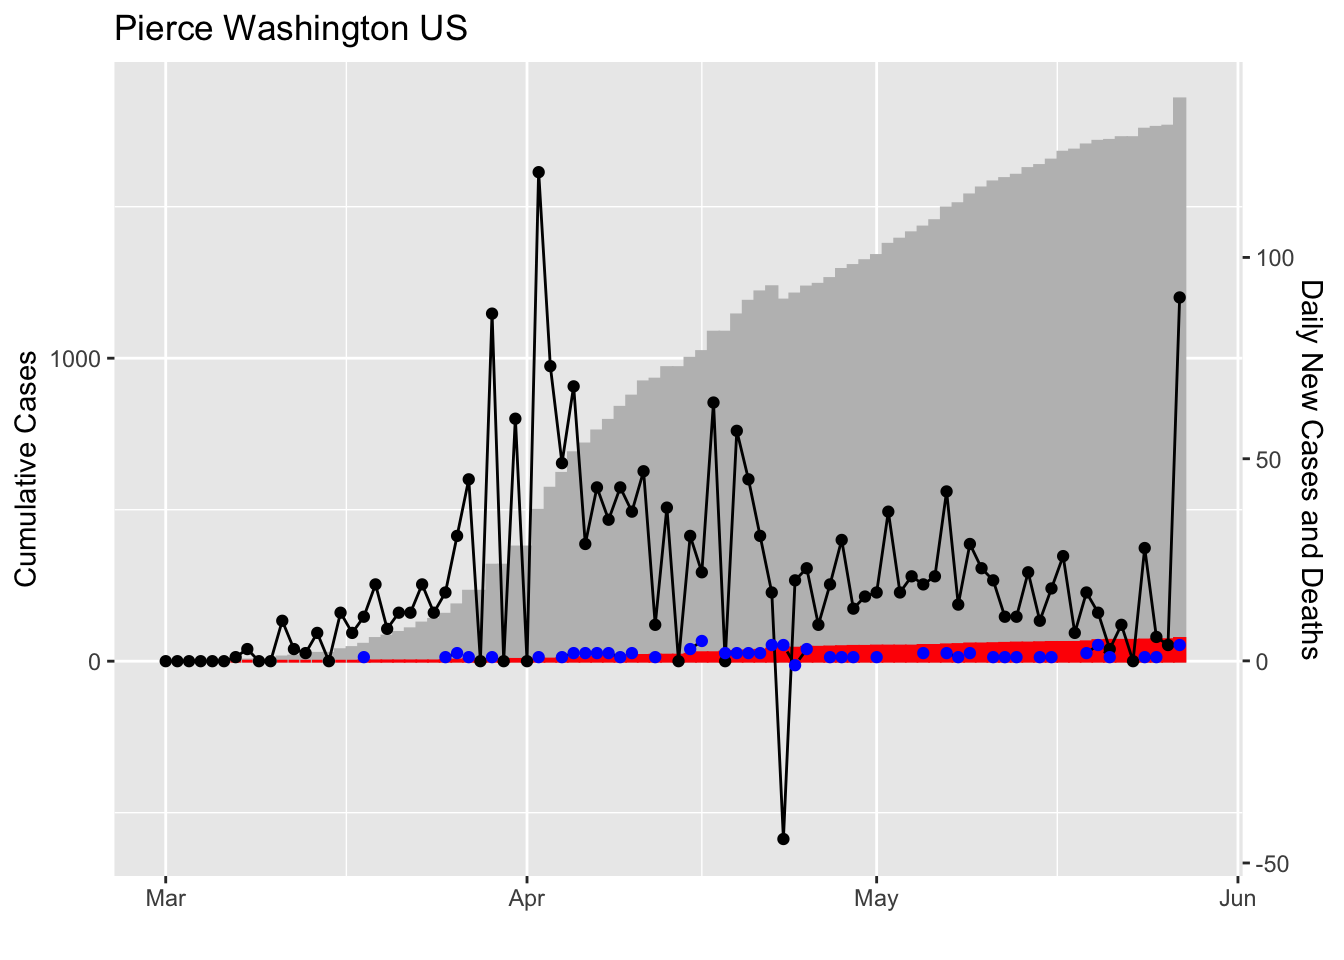 Pierce Washington US
Cumulative Cases
1000
0
100
50
0
-50
Daily New Cases and Deaths
Mar
Apr
May
Jun